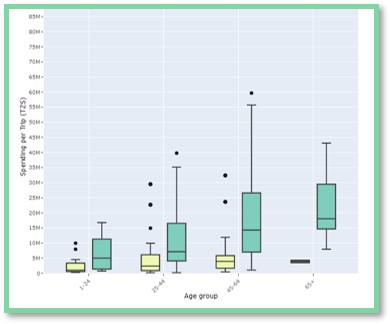 85M
80M
75M
70M
65M
60M
55M
50M
45M
40M
35M
30M
25M
20M
15M
10M
5M
0
Spending per Trip (TZS)
1-24
25-44
45-64
65+
Age group